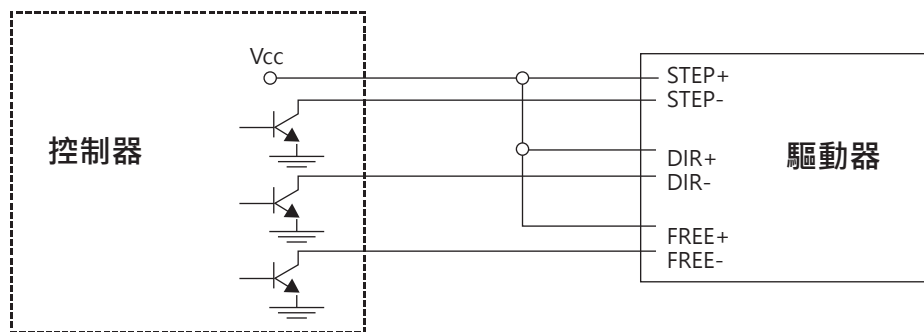 Vcc
STEP+
STEP-
控制器
DIR+
DIR-
驅動器
FREE+
FREE-